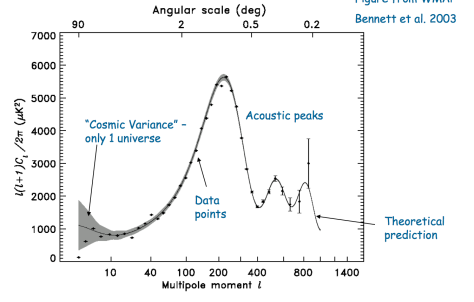 Figure from WMAP
Bennett et al. 2003
Angular scale (deg)
90 2 0.5 0.2
7000
6000
5000
4000
3000
2000
1000
0
l(l+1)Cₗ/2π (μK²)
"Cosmic Variance" –
only 1 universe
Acoustic peaks
Data
points
Theoretical
prediction
10 40 100 200 400 800 1400
Multipole moment l